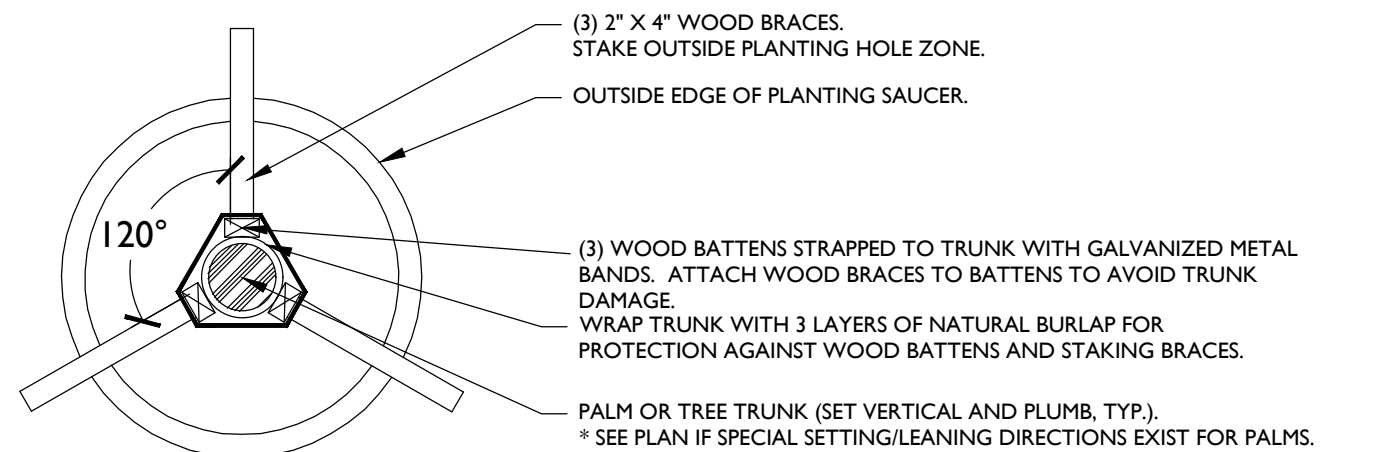 (3) 2" X 4" WOOD BRACES.
STAKE OUTSIDE PLANTING HOLE ZONE.
OUTSIDE EDGE OF PLANTING SAUCER.
120°
(3) WOOD BATTENS STRAPPED TO TRUNK WITH GALVANIZED METAL
BANDS. ATTACH WOOD BRACES TO BATTENS TO AVOID TRUNK
DAMAGE.
WRAP TRUNK WITH 3 LAYERS OF NATURAL BURLAP FOR
PROTECTION AGAINST WOOD BATTENS AND STAKING BRACES.
PALM OR TREE TRUNK (SET VERTICAL AND PLUMB, TYP.).
* SEE PLAN IF SPECIAL SETTING/LEANING DIRECTIONS EXIST FOR PALMS.